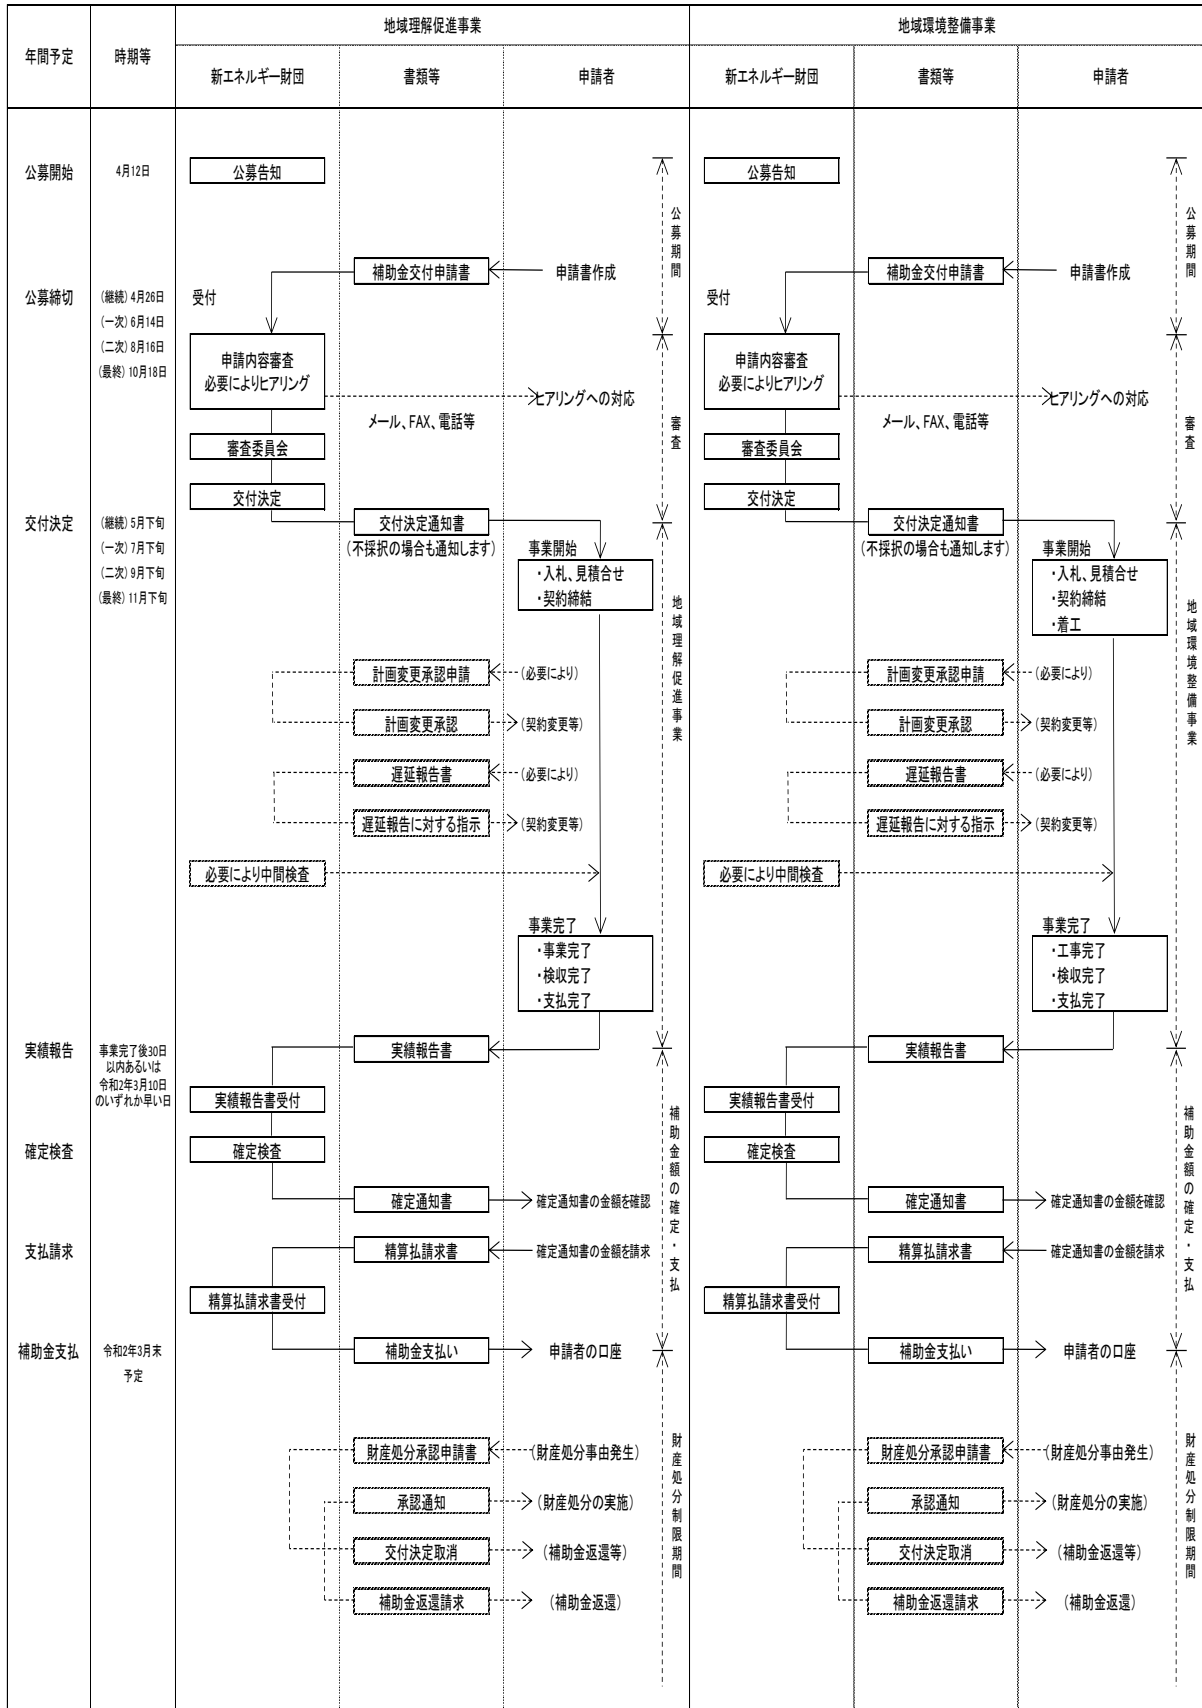 年間予定
時期等
地域理解促進事業
地域環境整備事業
新エネルギー財団
書類等
申請者
新エネルギー財団
書類等
申請者
公募開始
4月12日
公募告知
公募告知
公募期間
公募期間
補助金交付申請書
申請書作成
補助金交付申請書
申請書作成
公募締切
(継続) 4月26日
(一次) 6月14日
(二次) 8月16日
(最終) 10月18日
受付
受付
申請内容審査
必要によりヒアリング
ヒアリングへの対応
メール、FAX、電話等
申請内容審査
必要によりヒアリング
ヒアリングへの対応
メール、FAX、電話等
審査
審査
審査委員会
審査委員会
交付決定
交付決定
交付決定
(継続) 5月下旬
(一次) 7月下旬
(二次) 9月下旬
(最終) 11月下旬
交付決定通知書
(不採択の場合も通知します)
事業開始
・入札、見積合せ
・契約締結
交付決定通知書
(不採択の場合も通知します)
事業開始
・入札、見積合せ
・契約締結
・着工
地域理解促進事業
地域環境整備事業
計画変更承認申請
(必要により)
計画変更承認申請
(必要により)
計画変更承認
(契約変更等)
計画変更承認
(契約変更等)
遅延報告書
(必要により)
遅延報告書
(必要により)
遅延報告に対する指示
(契約変更等)
遅延報告に対する指示
(契約変更等)
必要により中間検査
必要により中間検査
事業完了
・事業完了
・検収完了
・支払完了
事業完了
・工事完了
・検収完了
・支払完了
実績報告
事業完了後30日
以内あるいは
令和2年3月10日
のいずれか早い日
実績報告書
実績報告書
実績報告書受付
実績報告書受付
補助金額の確定・支払
補助金額の確定・支払
確定検査
確定検査
確定検査
確定通知書
確定通知書の金額を確認
確定通知書
確定通知書の金額を確認
支払請求
精算払請求書
確定通知書の金額を請求
精算払請求書
確定通知書の金額を請求
精算払請求書受付
精算払請求書受付
補助金支払
令和2年3月末
予定
補助金支払い
申請者の口座
補助金支払い
申請者の口座
財産処分制限期間
財産処分制限期間
財産処分承認申請書
(財産処分事由発生)
財産処分承認申請書
(財産処分事由発生)
承認通知
(財産処分の実施)
承認通知
(財産処分の実施)
交付決定取消
(補助金返還等)
交付決定取消
(補助金返還等)
補助金返還請求
(補助金返還)
補助金返還請求
(補助金返還)